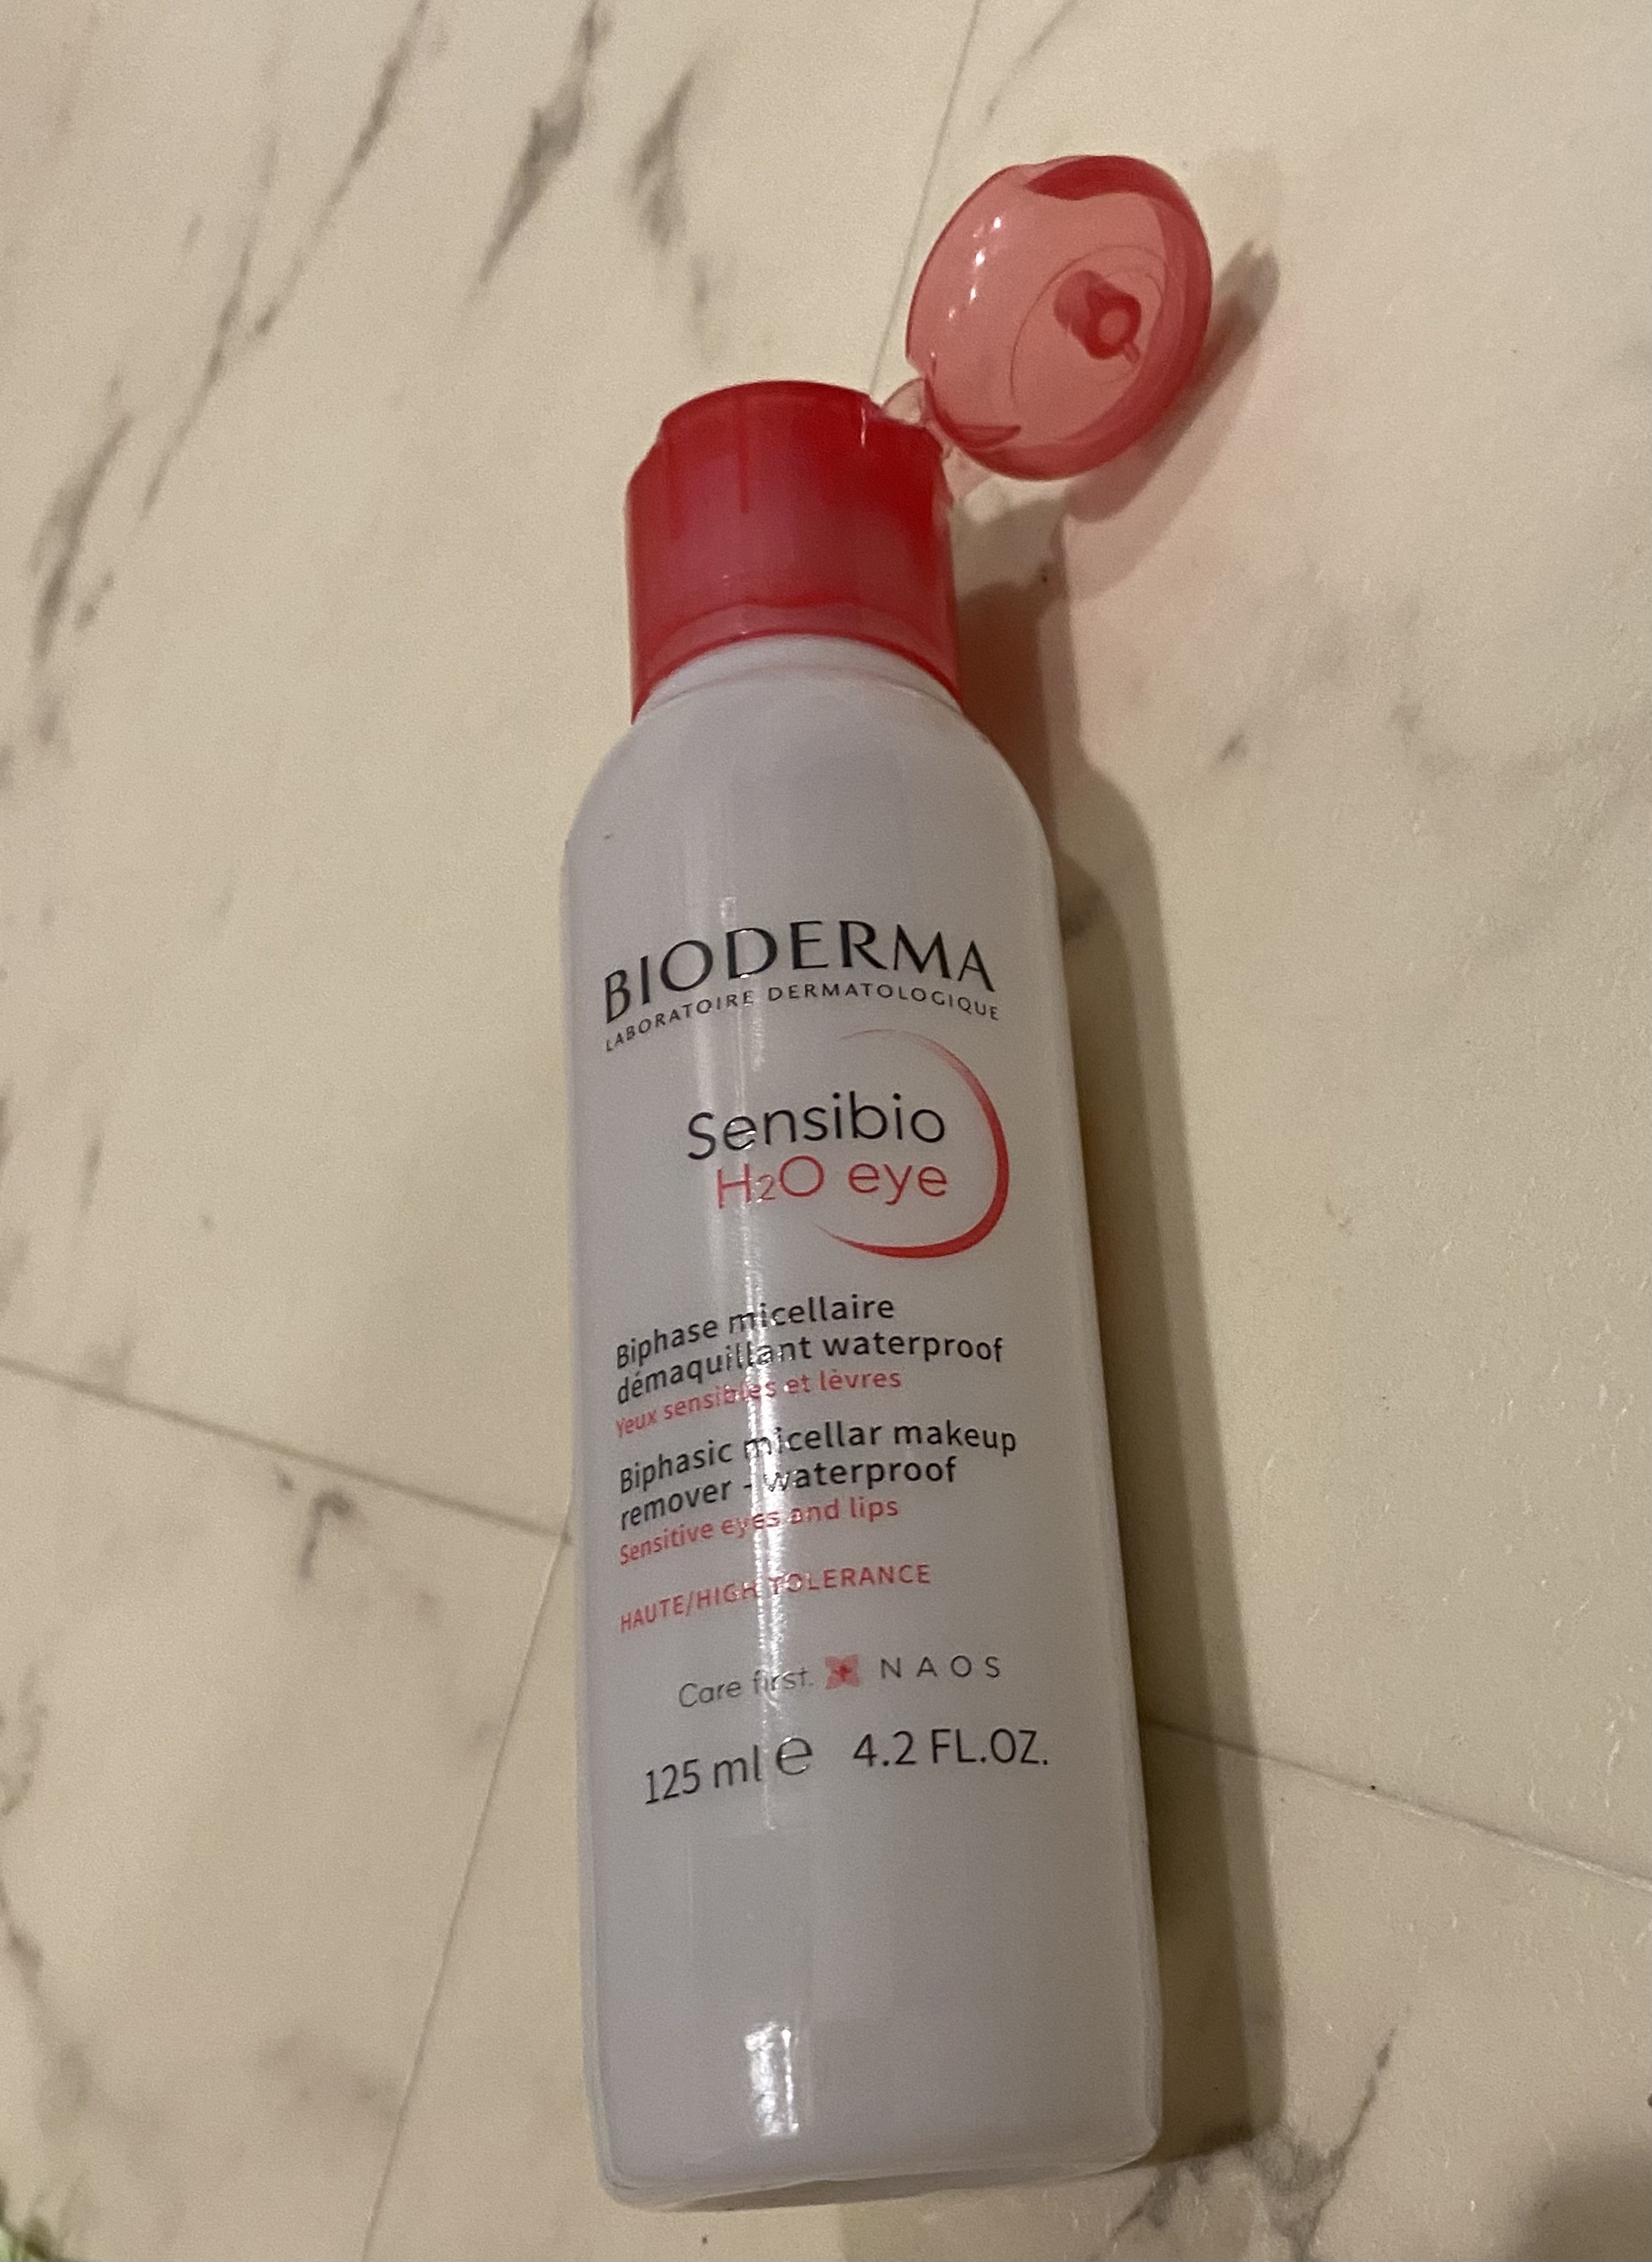 BIODERMA
LABORATOIRE DERMATOLOGIQUE
Sensibio
H₂O eye
Biphase micellaire
démaquillant waterproof
Yeux sensibles et lèvres
Biphasic micellar makeup
remover - waterproof
Sensitive eyes and lips
HAUTE/HIGH TOLERANCE
Care first. NAOS
125 ml e 4.2 FL.OZ.